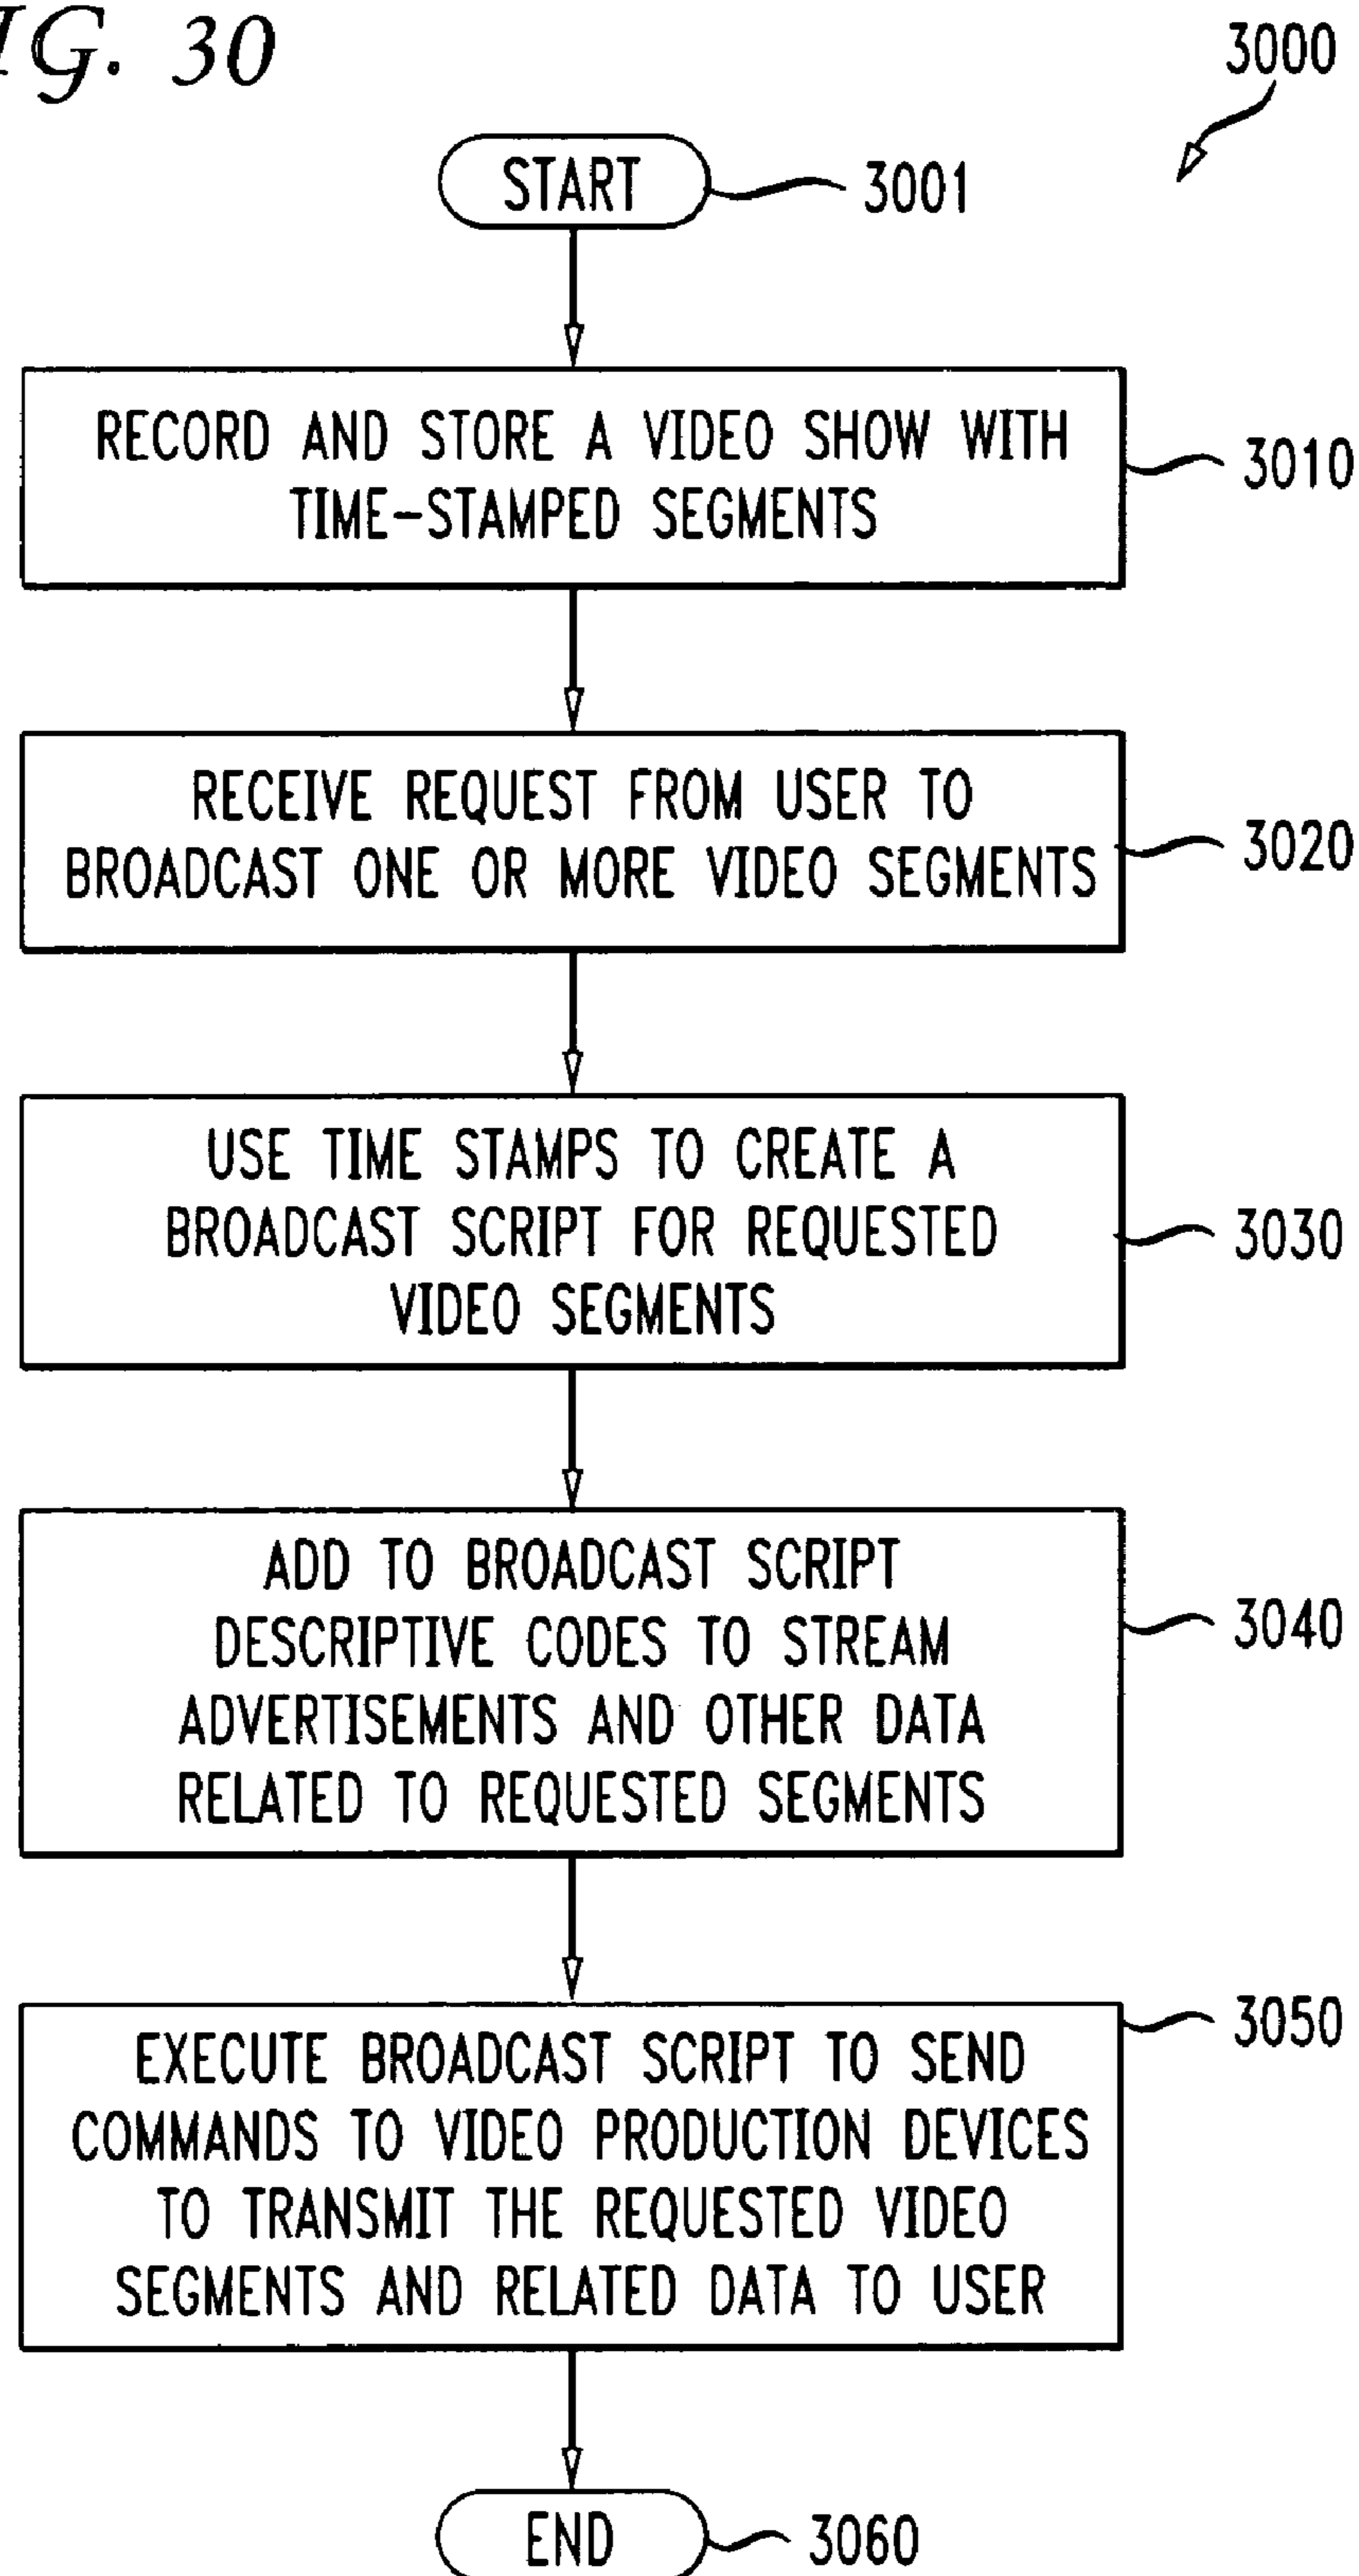 IG. 30
3000
START
3001
RECORD AND STORE A VIDEO SHOW WITH
TIME-STAMPED SEGMENTS
3010
RECEIVE REQUEST FROM USER TO
BROADCAST ONE OR MORE VIDEO SEGMENTS
3020
USE TIME STAMPS TO CREATE A
BROADCAST SCRIPT FOR REQUESTED
VIDEO SEGMENTS
3030
ADD TO BROADCAST SCRIPT
DESCRIPTIVE CODES TO STREAM
ADVERTISEMENTS AND OTHER DATA
RELATED TO REQUESTED SEGMENTS
3040
EXECUTE BROADCAST SCRIPT TO SEND
COMMANDS TO VIDEO PRODUCTION DEVICES
TO TRANSMIT THE REQUESTED VIDEO
SEGMENTS AND RELATED DATA TO USER
3050
END
3060